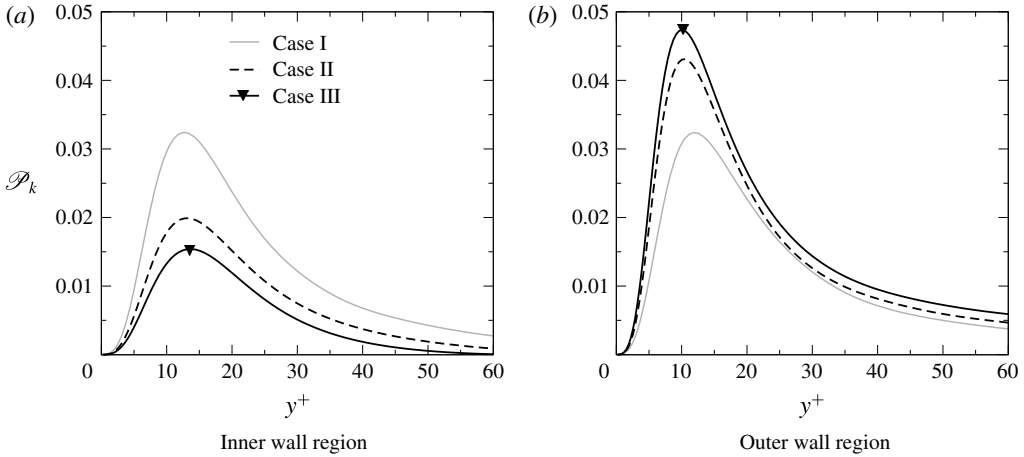 (a)
0.05
0.04
0.03
0.02
0.01
𝒫k
Case I
Case II
Case III
0 10 20 30 40 50 60
y+
Inner wall region
(b)
0.05
0.04
0.03
0.02
0.01
0 10 20 30 40 50 60
y+
Outer wall region